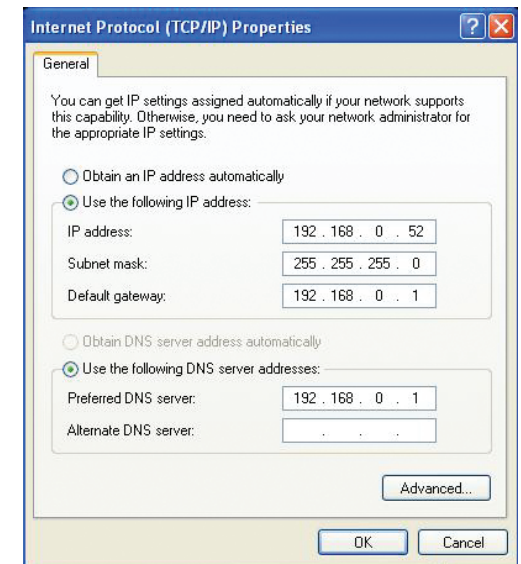 Internet Protocol (TCP/IP) Properties
General
You can get IP settings assigned automatically if your network supports
this capability. Otherwise, you need to ask your network administrator for
the appropriate IP settings.
Obtain an IP address automatically
Use the following IP address:
IP address: 192 . 168 . 0 . 52
Subnet mask: 255 . 255 . 255 . 0
Default gateway: 192 . 168 . 0 . 1
Obtain DNS server address automatically
Use the following DNS server addresses:
Preferred DNS server: 192 . 168 . 0 . 1
Alternate DNS server: . . .
Advanced...
OK Cancel